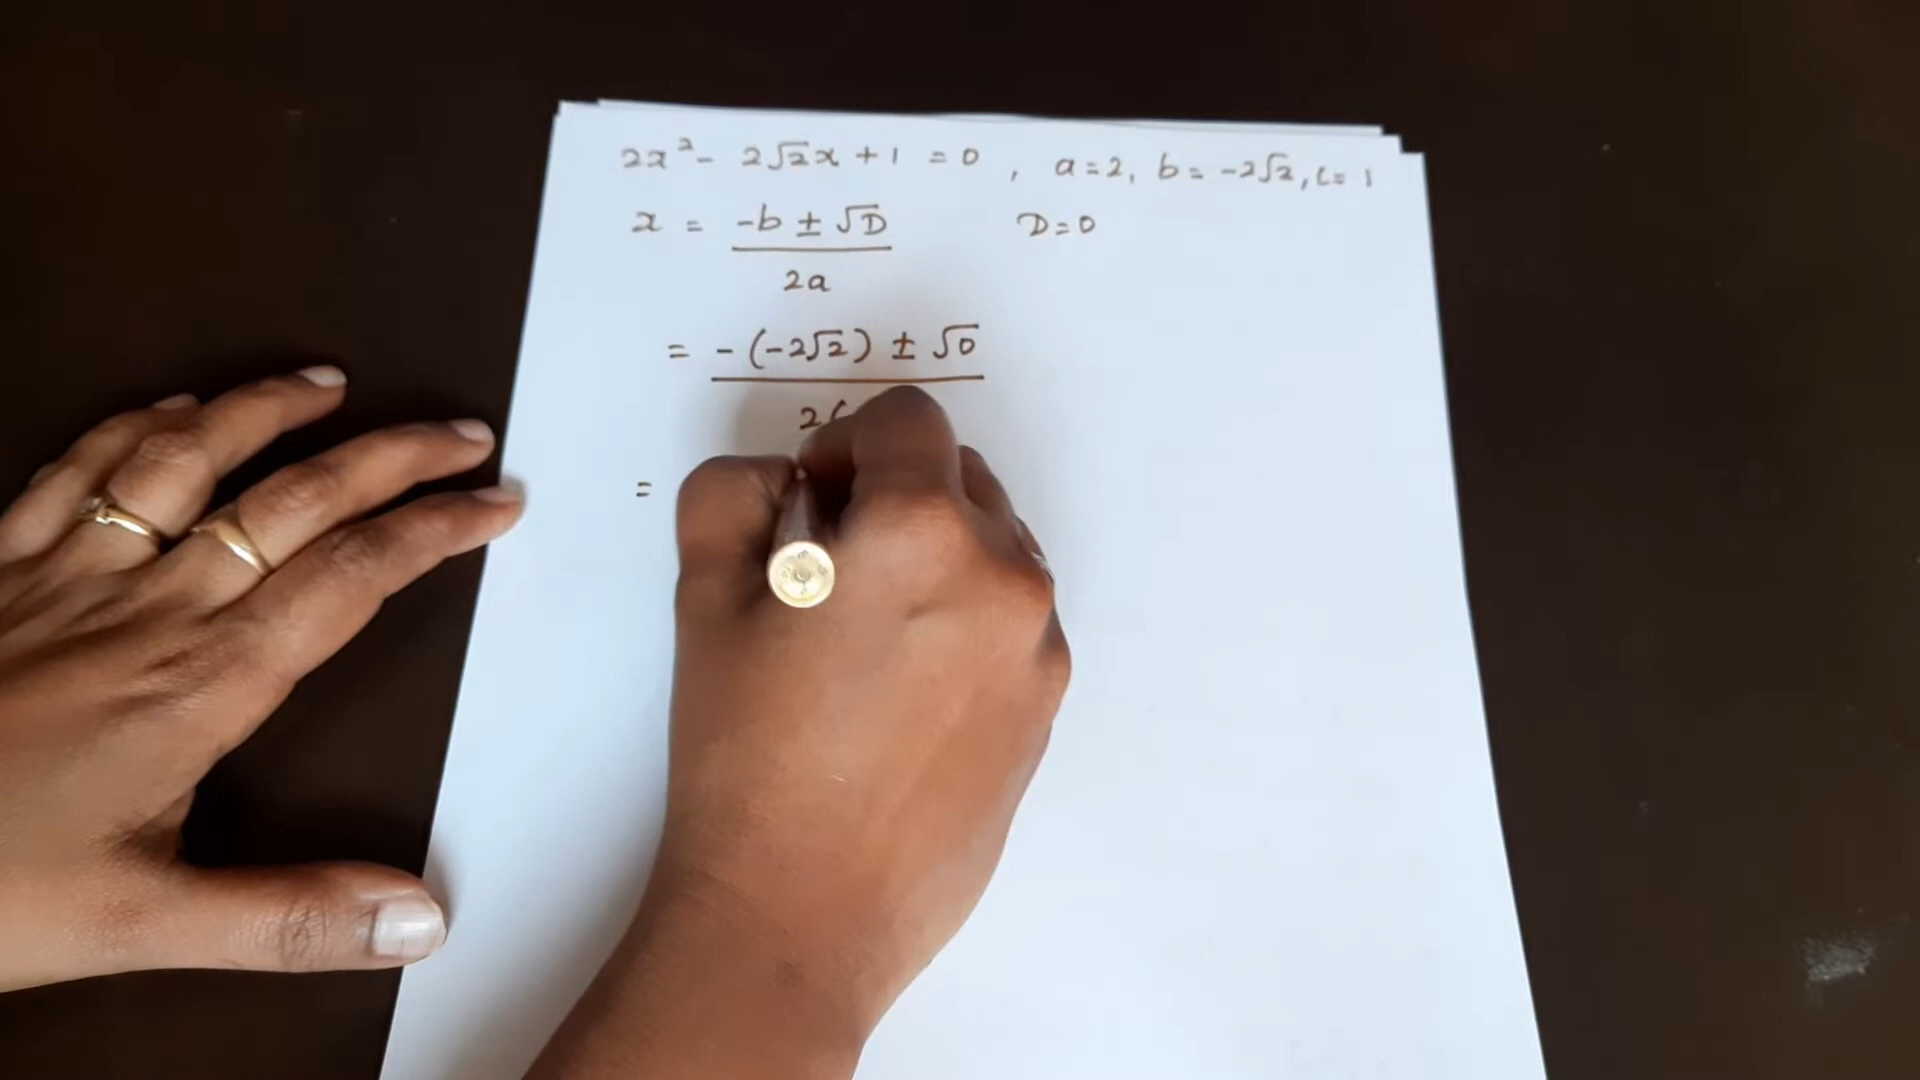 2x² - 2√2x + 1 = 0 , a=2, b= -2√2, c= 1
x = -b ± √D D=0
2a
= -(-2√2) ± √0
2(
=